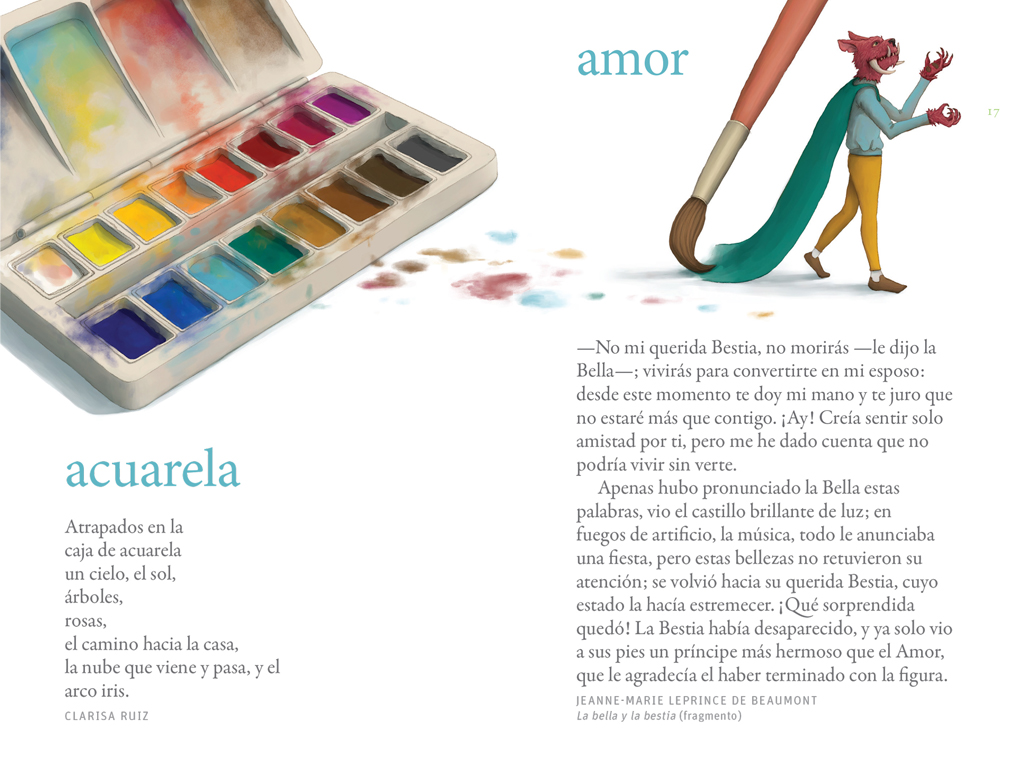 acuarela
Atrapados en la
caja de acuarela
un cielo, el sol,
árboles,
rosas,
el camino hacia la casa,
la nube que viene y pasa, y el
arco iris.
CLARISA RUIZ
amor
17
—No mi querida Bestia, no morirás —le dijo la
Bella—; vivirás para convertirte en mi esposo:
desde este momento te doy mi mano y te juro que
no estaré más que contigo. ¡Ay! Creía sentir solo
amistad por ti, pero me he dado cuenta que no
podría vivir sin verte.
Apenas hubo pronunciado la Bella estas
palabras, vio el castillo brillante de luz; en
fuegos de artificio, la música, todo le anunciaba
una fiesta, pero estas bellezas no retuvieron su
atención; se volvió hacia su querida Bestia, cuyo
estado la hacía estremecer. ¡Qué sorprendida
quedó! La Bestia había desaparecido, y ya solo vio
a sus pies un príncipe más hermoso que el Amor,
que le agradecía el haber terminado con la figura.
JEANNE-MARIE LEPRINCE DE BEAUMONT
La bella y la bestia (fragmento)